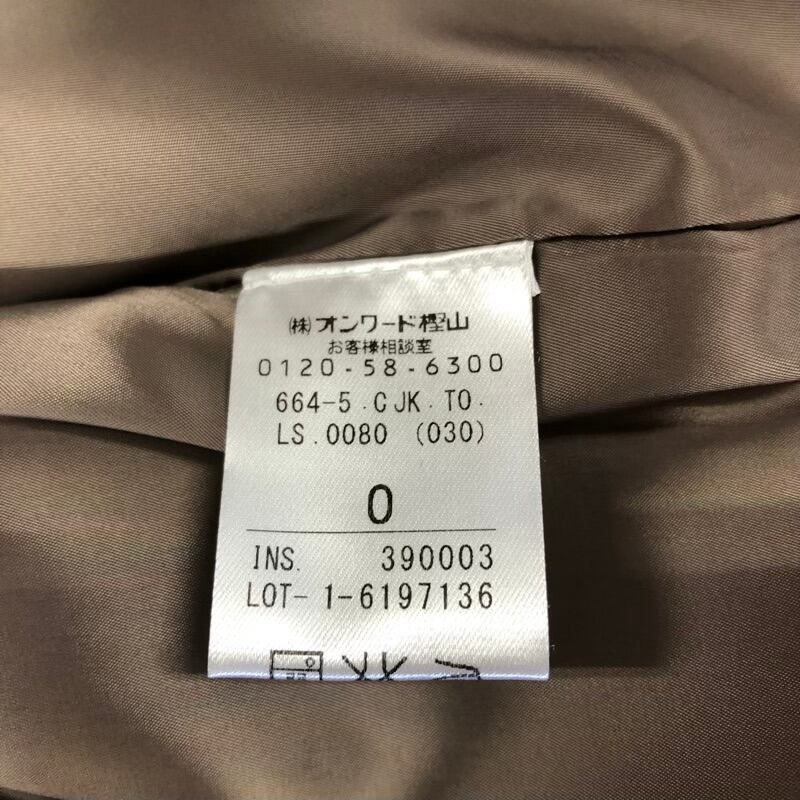 ㈱オンワード樫山
お客様相談室
0120-58-6300
664-5.CJK.TO.
LS.0080 (030)
0
INS. 390003
LOT- 1-6197136